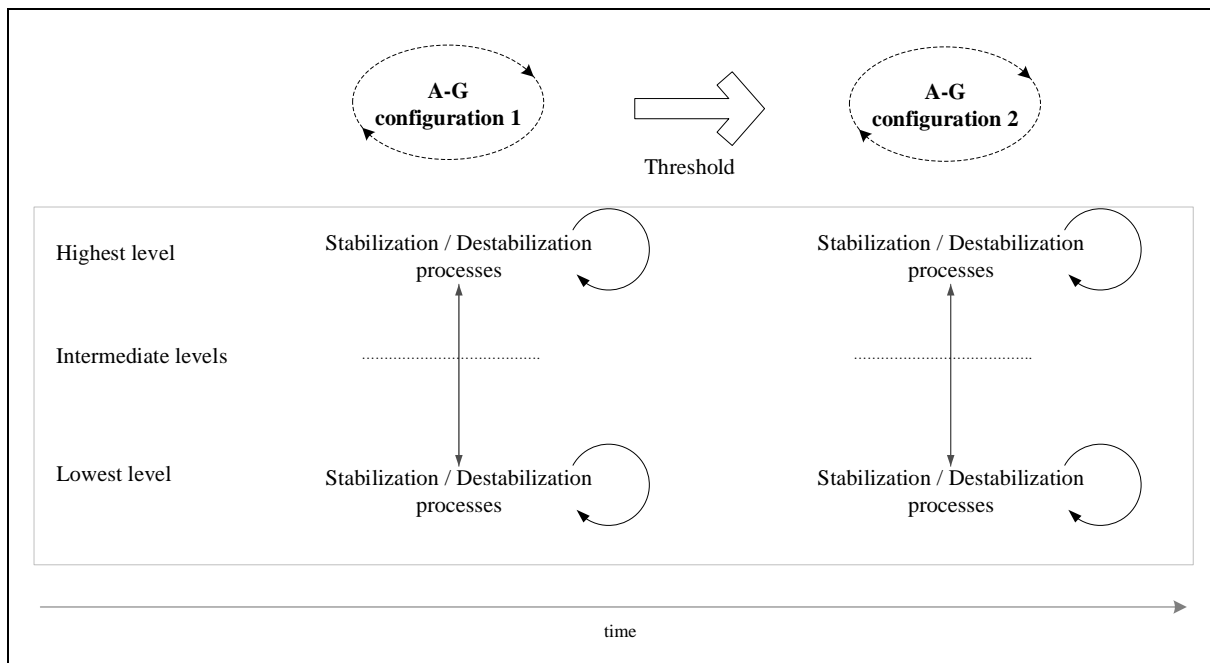 A-G
configuration 1
A-G
configuration 2
Threshold
Highest level
Stabilization / Destabilization
processes
Stabilization / Destabilization
processes
Intermediate levels
Lowest level
Stabilization / Destabilization
processes
Stabilization / Destabilization
processes
time